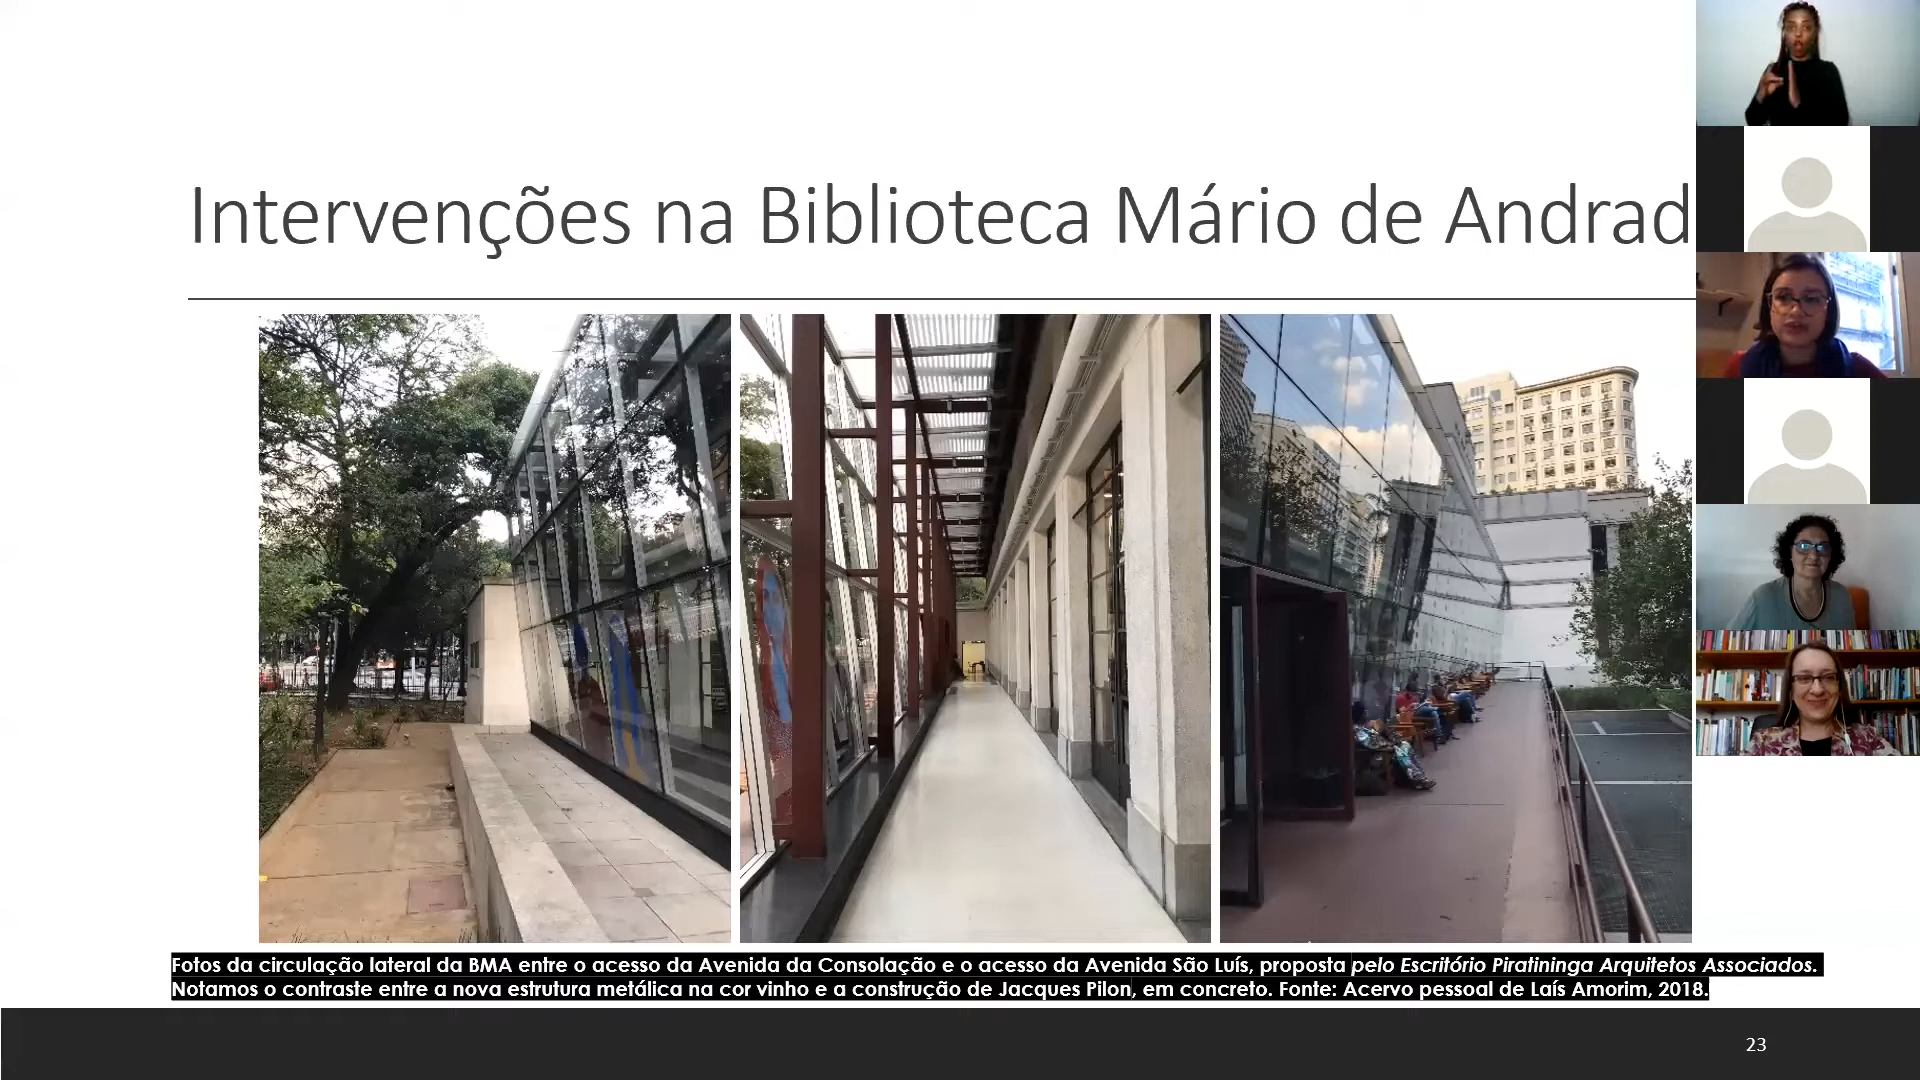 Intervenções na Biblioteca Mário de Andrad
Fotos da circulação lateral da BMA entre o acesso da Avenida da Consolação e o acesso da Avenida São Luís, proposta pelo Escritório Piratininga Arquitetos Associados.
Notamos o contraste entre a nova estrutura metálica na cor vinho e a construção de Jacques Pilon, em concreto. Fonte: Acervo pessoal de Laís Amorim, 2018.
23